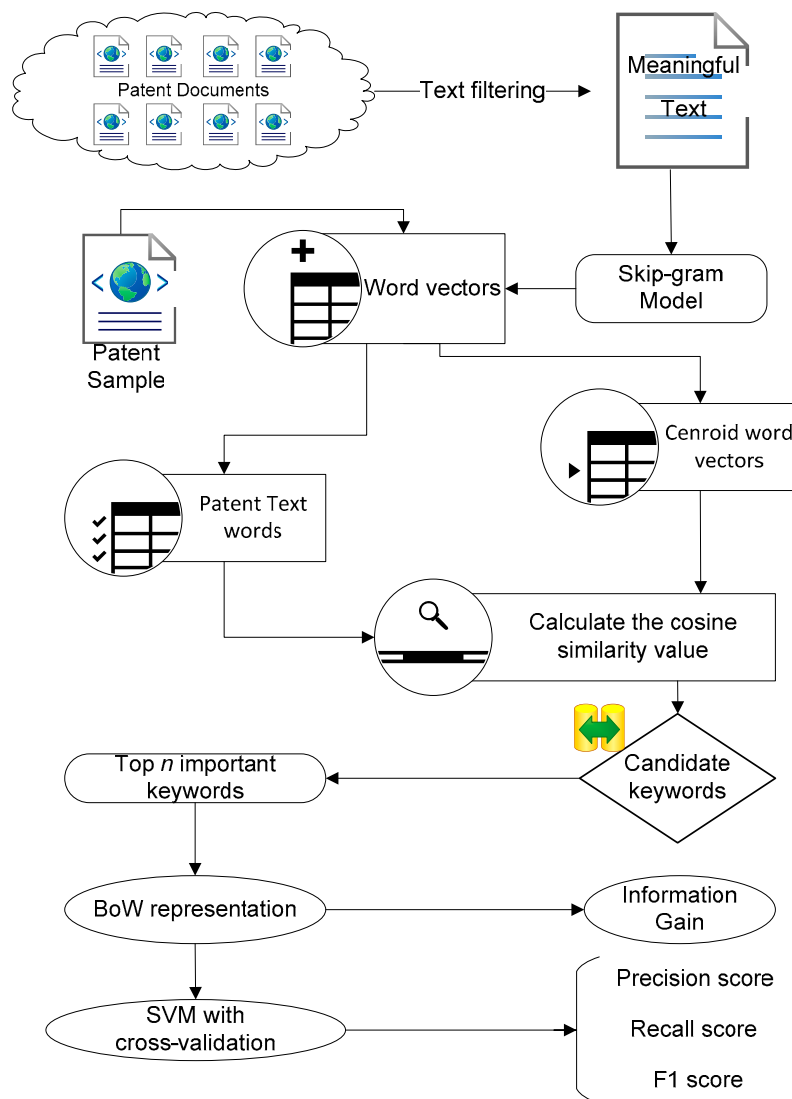 Patent Documents
Text filtering
Meaningful
Text
Skip-gram
Model
Word vectors
Patent
Sample
Cenroid word
vectors
Patent Text
words
Calculate the cosine
similarity value
Candidate
keywords
Top n important
keywords
BoW representation
Information
Gain
SVM with
cross-validation
Precision score
Recall score
F1 score